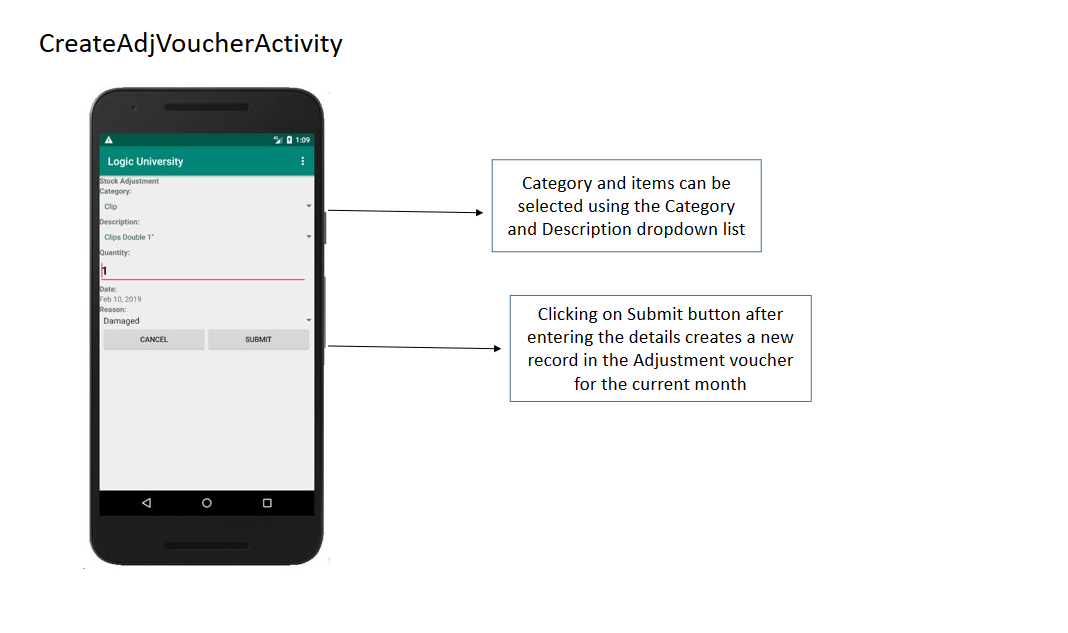 CreateAdjVoucherActivity
1:09
Logic University
Stock Adjustment
Category:
Clip
Description:
Clips Double 1"
Quantity:
1
Date:
Feb 10, 2019
Reason:
Damaged
CANCEL SUBMIT
Category and items can be
selected using the Category
and Description dropdown list
Clicking on Submit button after
entering the details creates a new
record in the Adjustment voucher
for the current month